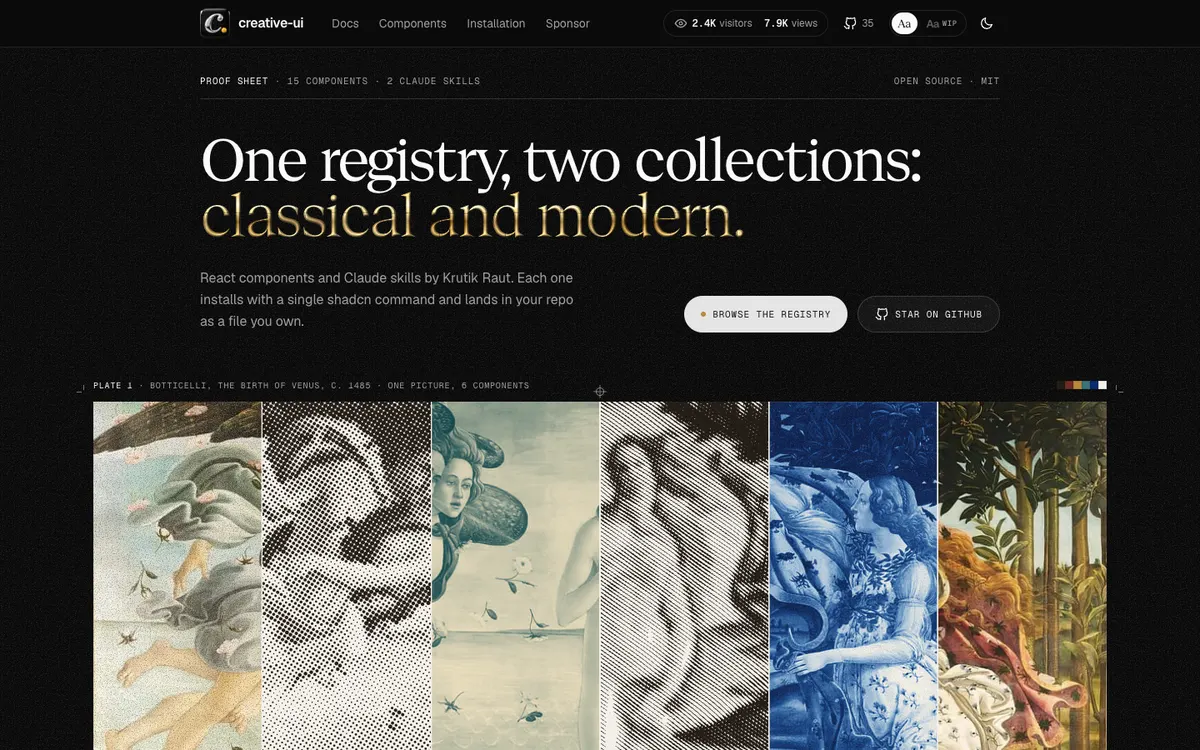 creative-ui
Docs
Components
Installation
Sponsor
2.4K visitors 7.9K views
35
Aa
Aa WIP
PROOF SHEET · 15 COMPONENTS · 2 CLAUDE SKILLS
OPEN SOURCE · MIT
One registry, two collections:
classical and modern.
React components and Claude skills by Krutik Raut. Each one
installs with a single shadcn command and lands in your repo
as a file you own.
BROWSE THE REGISTRY
STAR ON GITHUB
PLATE 1 · BOTTICELLI, THE BIRTH OF VENUS, C. 1485 · ONE PICTURE, 6 COMPONENTS